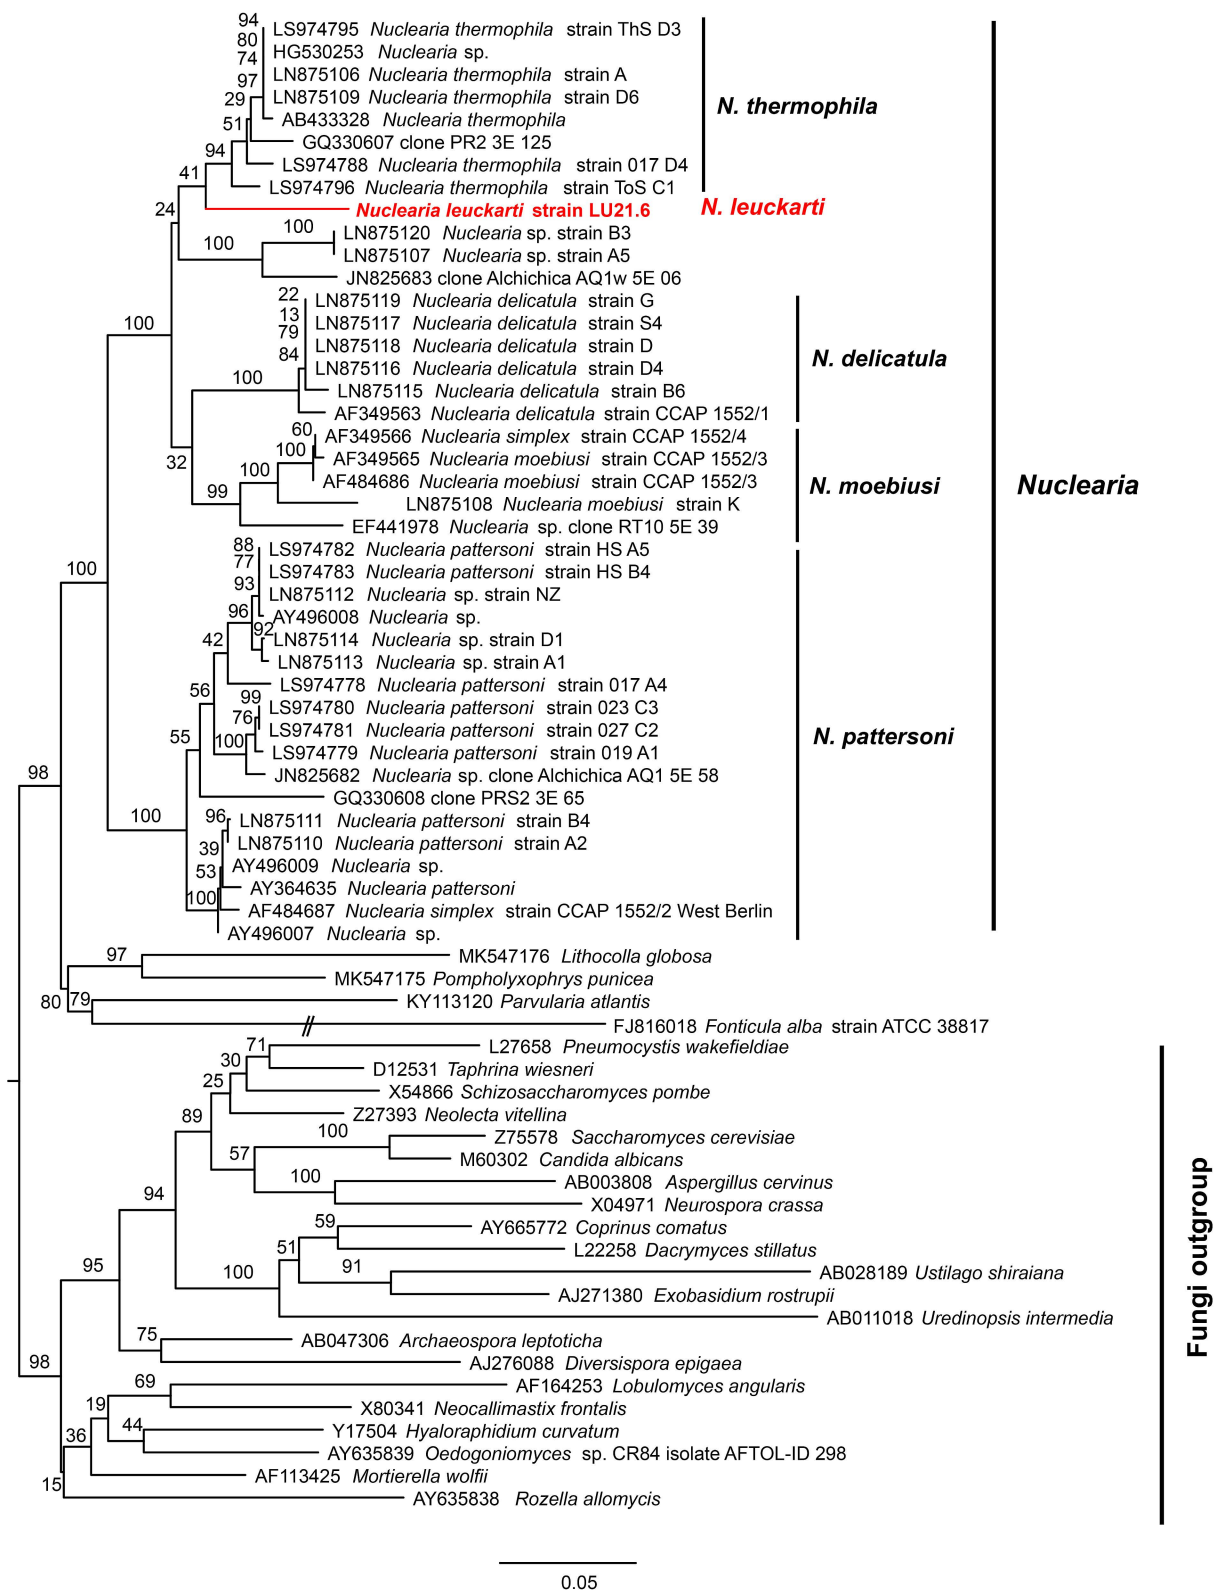 94
LS974795 Nuclearia thermophila strain ThS D3
80
HG530253 Nuclearia sp.
74
LN875106 Nuclearia thermophila strain A
97
LN875109 Nuclearia thermophila strain D6
29
N. thermophila
AB433328 Nuclearia thermophila
51
GQ330607 clone PR2 3E 125
94
LS974788 Nuclearia thermophila strain 017 D4
41
LS974796 Nuclearia thermophila strain ToS C1
24
Nuclearia leuckarti strain LU21.6
N. leuckarti
100
LN875120 Nuclearia sp. strain B3
100
LN875107 Nuclearia sp. strain A5
JN825683 clone Alchichica AQ1w 5E 06
22
LN875119 Nuclearia delicatula strain G
13
LN875117 Nuclearia delicatula strain S4
100
79
LN875118 Nuclearia delicatula strain D
84
N. delicatula
LN875116 Nuclearia delicatula strain D4
100
LN875115 Nuclearia delicatula strain B6
AF349563 Nuclearia delicatula strain CCAP 1552/1
60
AF349566 Nuclearia simplex strain CCAP 1552/4
100
AF349565 Nuclearia moebiusi strain CCAP 1552/3
32
100
AF484686 Nuclearia moebiusi strain CCAP 1552/3
N. moebiusi
Nuclearia
99
LN875108 Nuclearia moebiusi strain K
EF441978 Nuclearia sp. clone RT10 5E 39
88
LS974782 Nuclearia pattersoni strain HS A5
77
100
LS974783 Nuclearia pattersoni strain HS B4
93
LN875112 Nuclearia sp. strain NZ
96
AY496008 Nuclearia sp.
92
42
LN875114 Nuclearia sp. strain D1
LN875113 Nuclearia sp. strain A1
56
LS974778 Nuclearia pattersoni strain 017 A4
99
LS974780 Nuclearia pattersoni strain 023 C3
76
LS974781 Nuclearia pattersoni strain 027 C2
55
100
N. pattersoni
LS974779 Nuclearia pattersoni strain 019 A1
98
JN825682 Nuclearia sp. clone Alchichica AQ1 5E 58
GQ330608 clone PRS2 3E 65
100
96
LN875111 Nuclearia pattersoni strain B4
39
LN875110 Nuclearia pattersoni strain A2
53
AY496009 Nuclearia sp.
AY364635 Nuclearia pattersoni
100
AF484687 Nuclearia simplex strain CCAP 1552/2 West Berlin
AY496007 Nuclearia sp.
97
MK547176 Lithocolla globosa
MK547175 Pompholyxophrys punicea
80
79
KY113120 Parvularia atlantis
FJ816018 Fonticula alba strain ATCC 38817
71
L27658 Pneumocystis wakefieldiae
30
D12531 Taphrina wiesneri
25
X54866 Schizosaccharomyces pombe
89
Z27393 Neolecta vitellina
100
Z75578 Saccharomyces cerevisiae
57
M60302 Candida albicans
100
AB003808 Aspergillus cervinus
94
X04971 Neurospora crassa
59
AY665772 Coprinus comatus
51
L22258 Dacrymyces stillatus
95
100
91
AB028189 Ustilago shiraiana
AJ271380 Exobasidium rostrupii
AB011018 Uredinopsis intermedia
Fungi outgroup
75
AB047306 Archaeospora leptoticha
98
AJ276088 Diversispora epigaea
69
AF164253 Lobulomyces angularis
19
X80341 Neocallimastix frontalis
44
Y17504 Hyaloraphidium curvatum
36
AY635839 Oedogoniomyces sp. CR84 isolate AFTOL-ID 298
AF113425 Mortierella wolfii
15
AY635838 Rozella allomycis
0.05